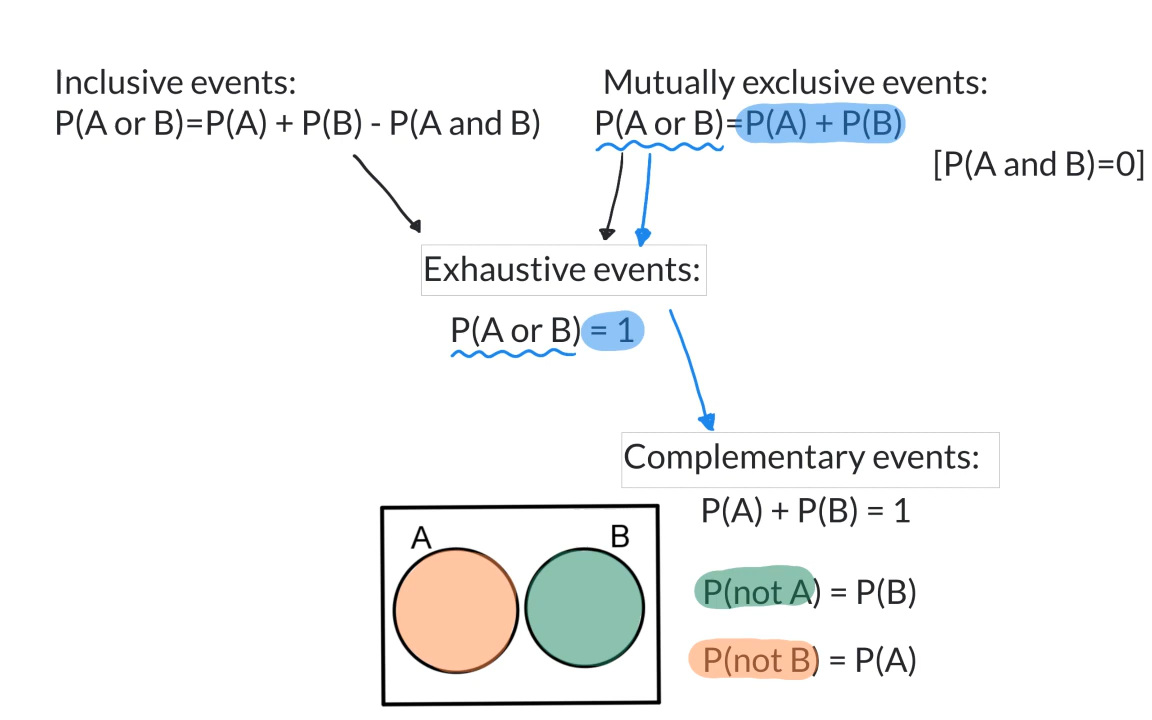 Inclusive events:
P(A or B)=P(A) + P(B) - P(A and B)
Mutually exclusive events:
P(A or B)=P(A) + P(B)
[P(A and B)=0]
Exhaustive events:
P(A or B) = 1
Complementary events:
P(A) + P(B) = 1
A
B
P(not A) = P(B)
P(not B) = P(A)